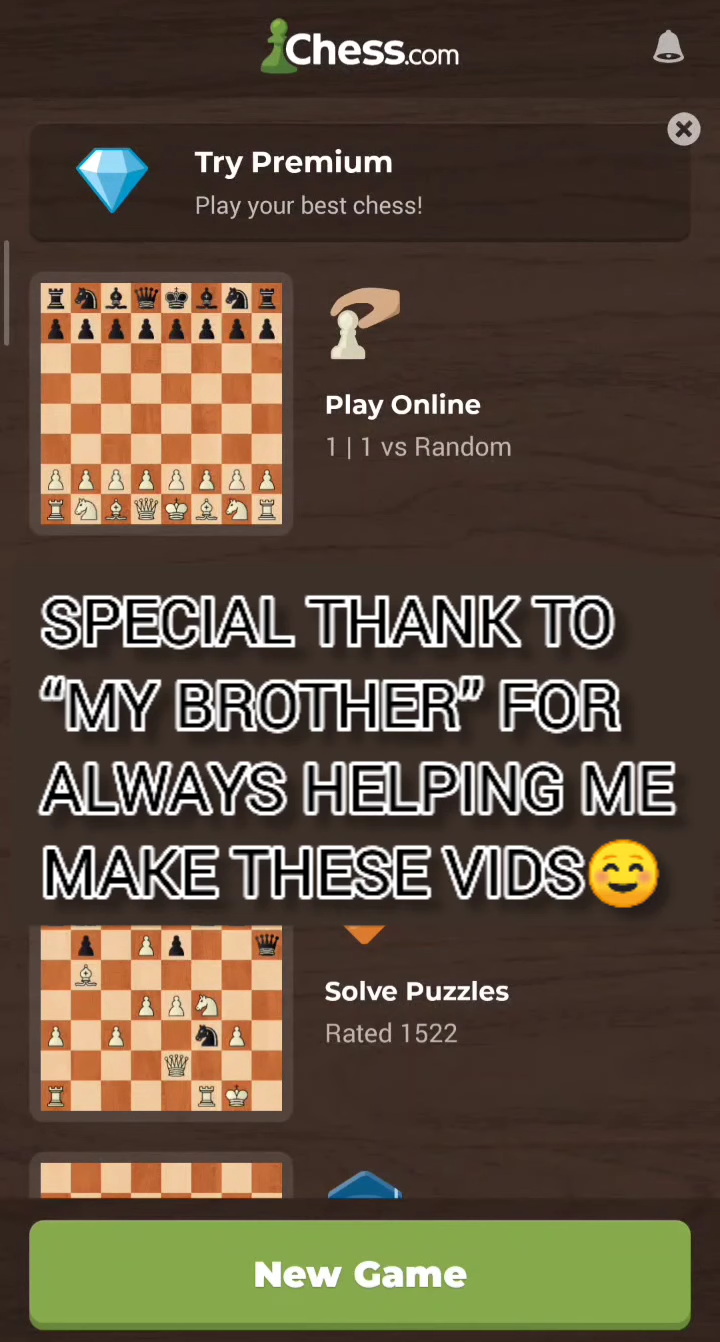 Chess.com
Try Premium
Play your best chess!
Play Online
1 | 1 vs Random
SPECIAL THANK TO
“MY BROTHER” FOR
ALWAYS HELPING ME
MAKE THESE VIDS😊
Solve Puzzles
Rated 1522
New Game